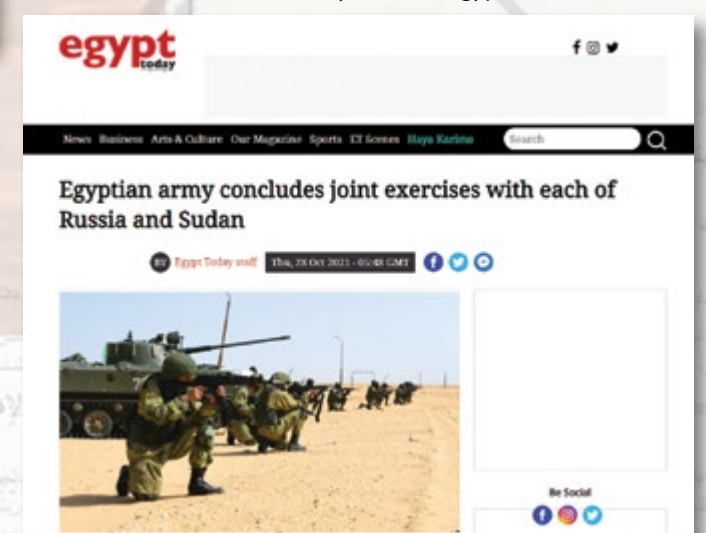 egypt
today
News Business Arts & Culture Our Magazine Sports ET Scenes Haya Karima
Search
Egyptian army concludes joint exercises with each of
Russia and Sudan
BY Egypt Today staff Thu, 28 Oct 2021 - 05:48 GMT
Be Social